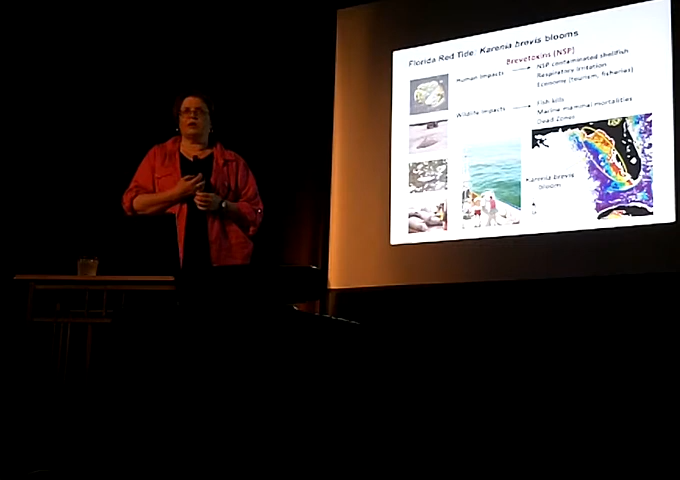 Florida Red Tide: Karenia brevis blooms
Brevetoxins (NSP)
Human Impacts
NSP contaminated shellfish
Respiratory irritation
Economic (tourism, fisheries)
Wildlife Impacts
Fish kills
Marine mammal mortalities
Dead Zones
Karenia brevis
bloom